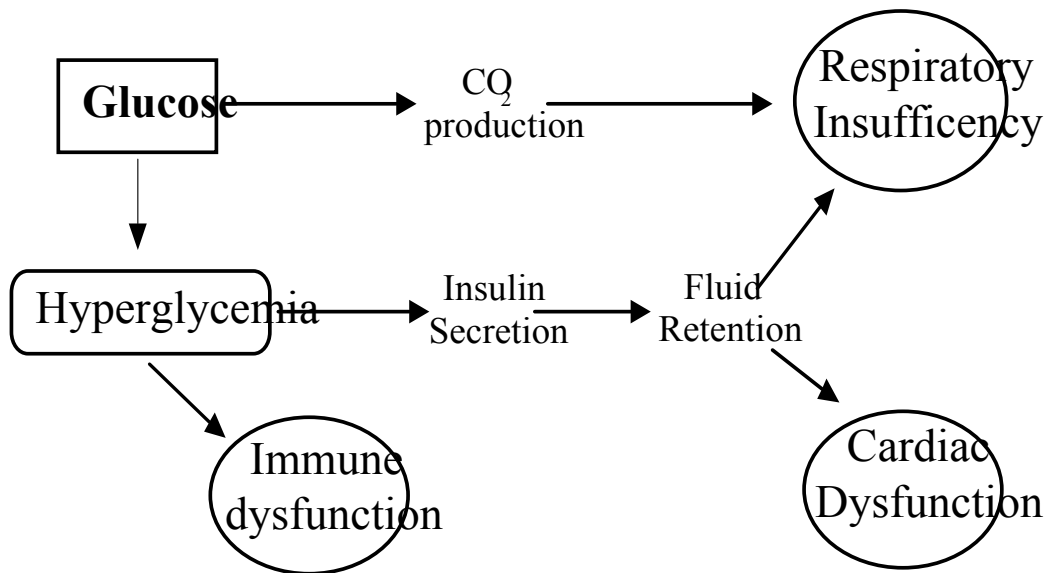 Glucose
CO2
production
Respiratory
Insufficency
Hyperglycemia
Insulin
Secretion
Fluid
Retention
Immune
dysfunction
Cardiac
Dysfunction